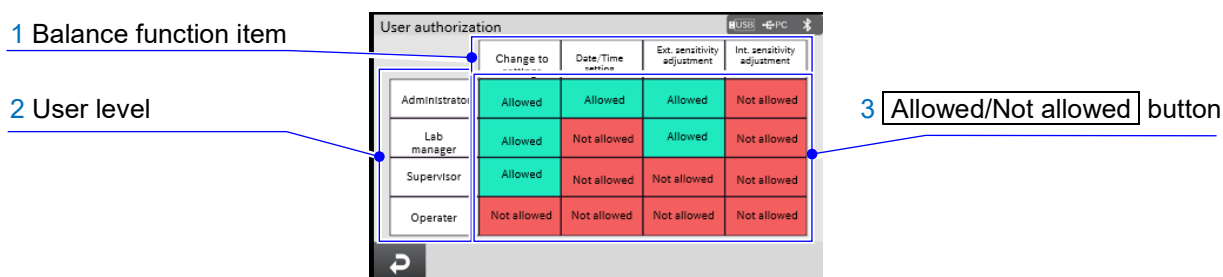 1 Balance function item
2 User level
User authorization
USB PC
Change to
settings
Date/Time
setting
Ext. sensitivity
adjustment
Int. sensitivity
adjustment
Administrator Allowed Allowed Allowed Not allowed
Lab
manager
Allowed Not allowed Allowed Not allowed
Supervisor Allowed Not allowed Not allowed Not allowed
Operater Not allowed Not allowed Not allowed Not allowed
3 Allowed/Not allowed button